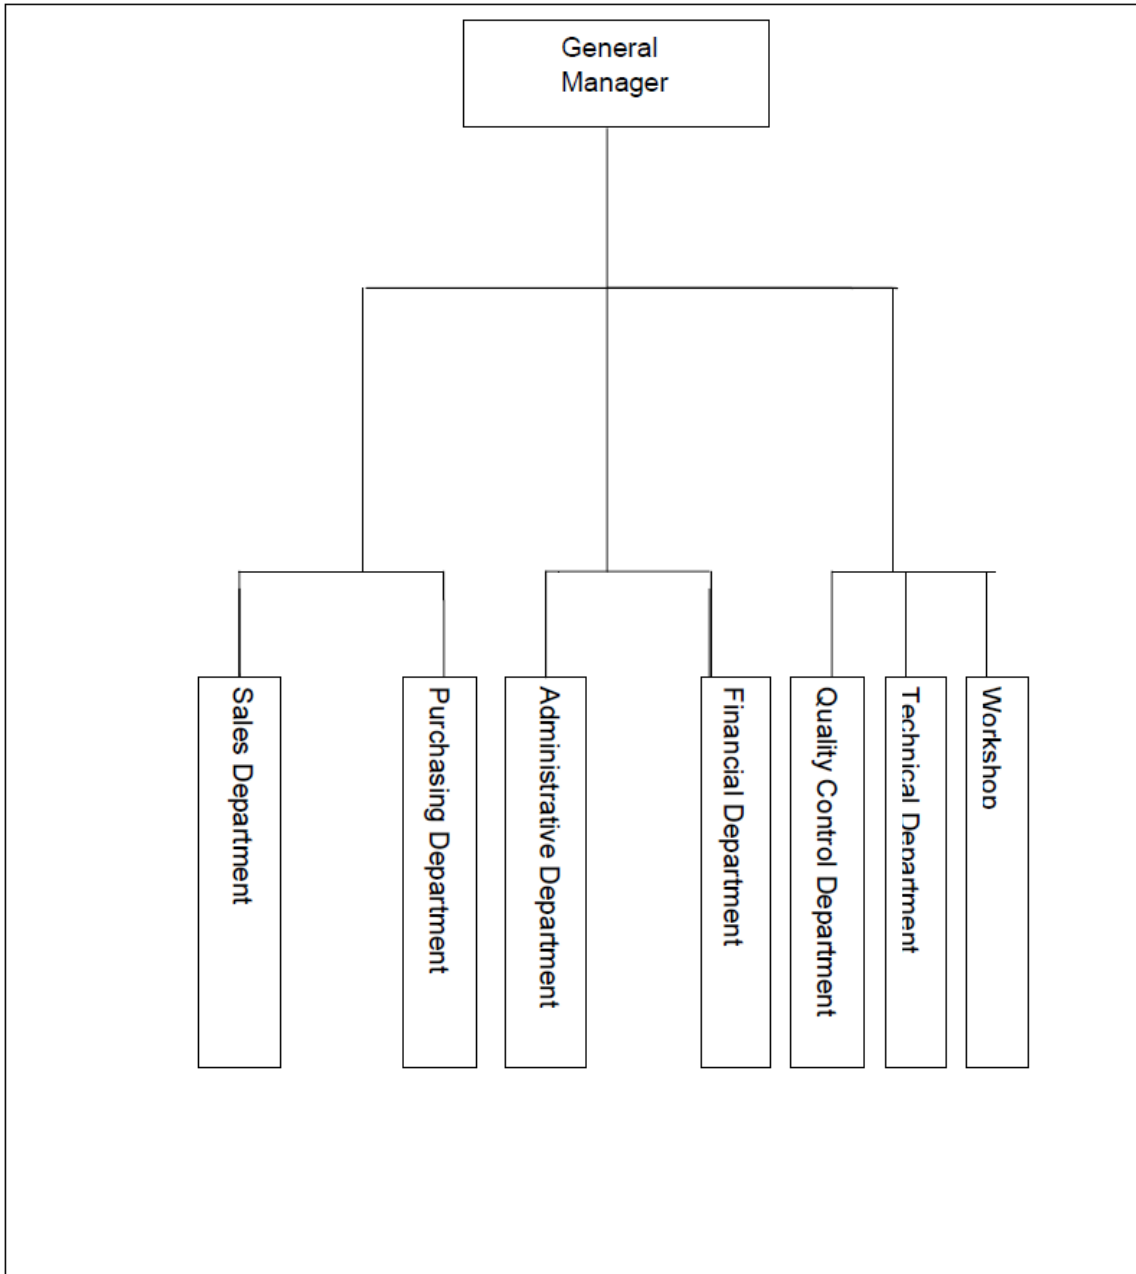 General
Manager
Sales Department
Purchasing Department
Administrative Department
Financial Department
Quality Control Department
Technical Department
Workshop